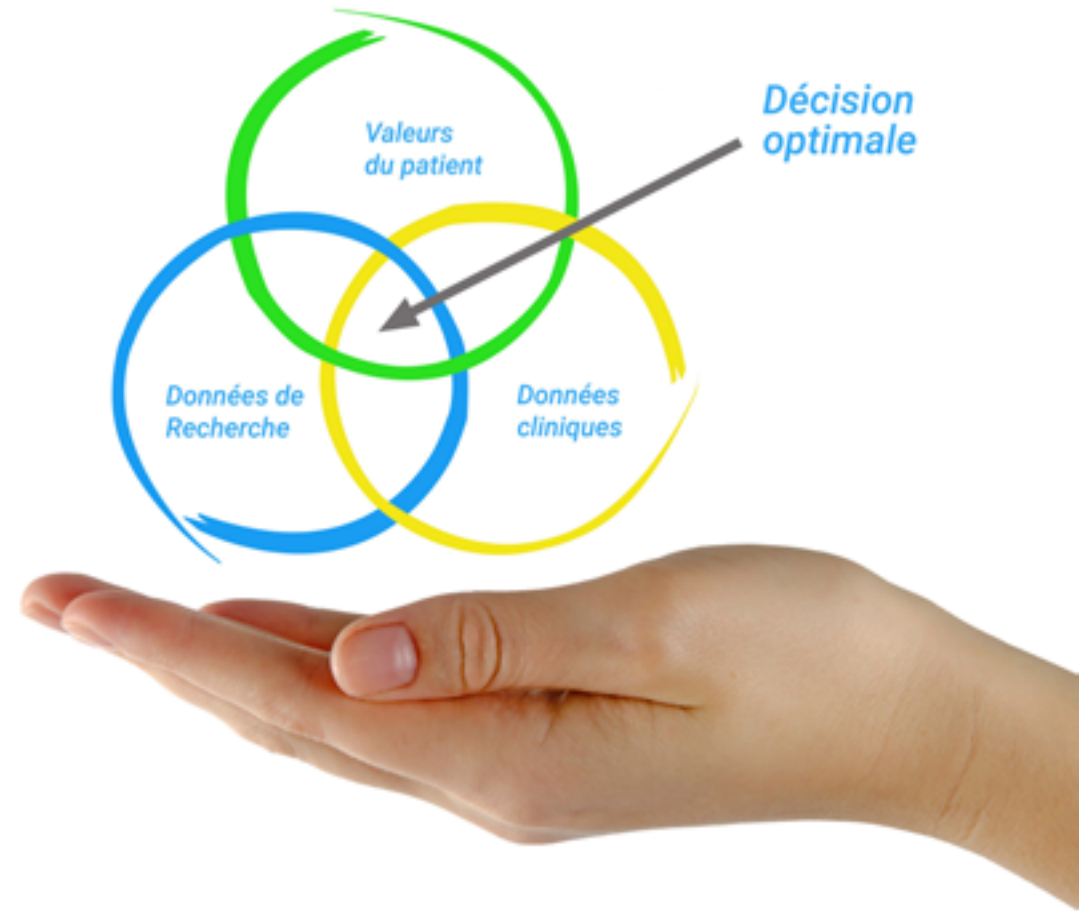 Valeurs
du patient
Décision
optimale
Données de
Recherche
Données
cliniques